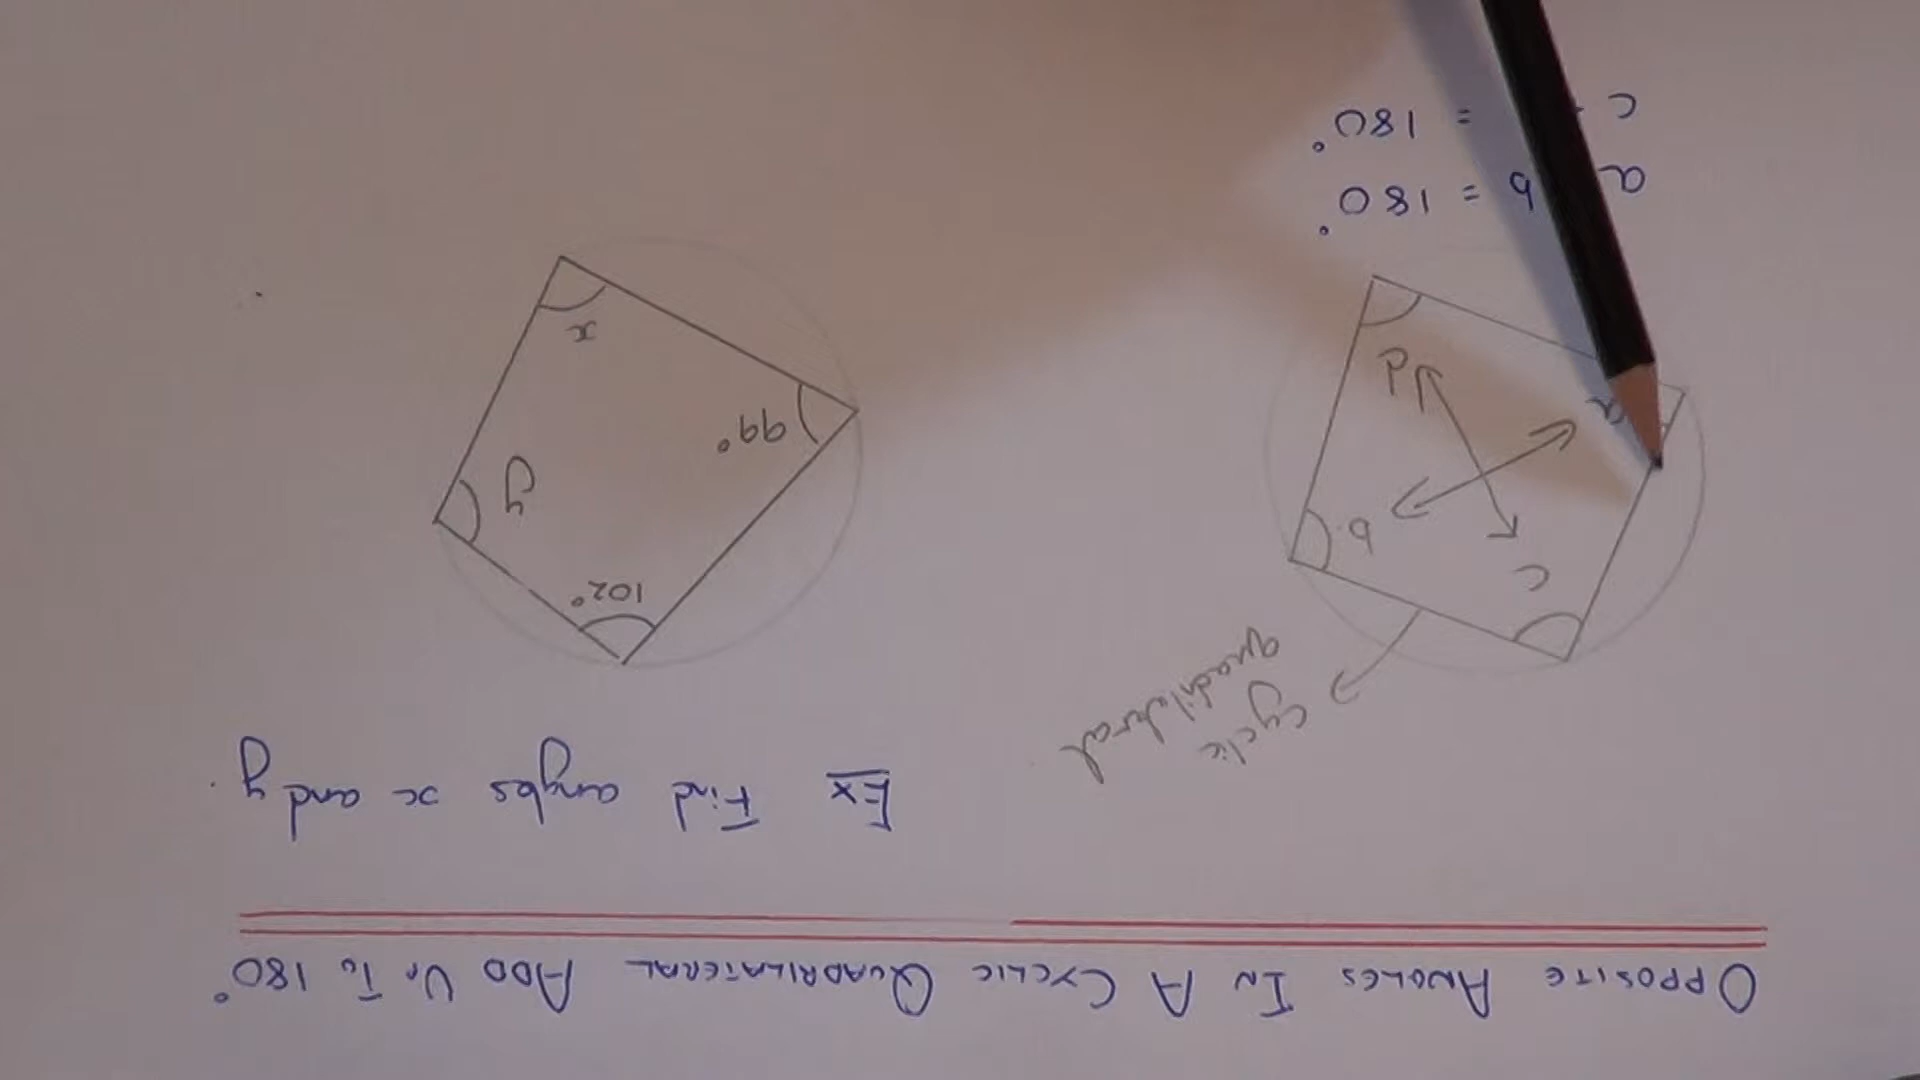 OPPOSITE ANGLES IN A CYCLIC QUADRILATERAL ADD UP TO 180°
Ex Find angles x and y.
cyclic
quadrilateral
c
b
a
d
a b = 180°
c = 180°
102°
y
99°
x